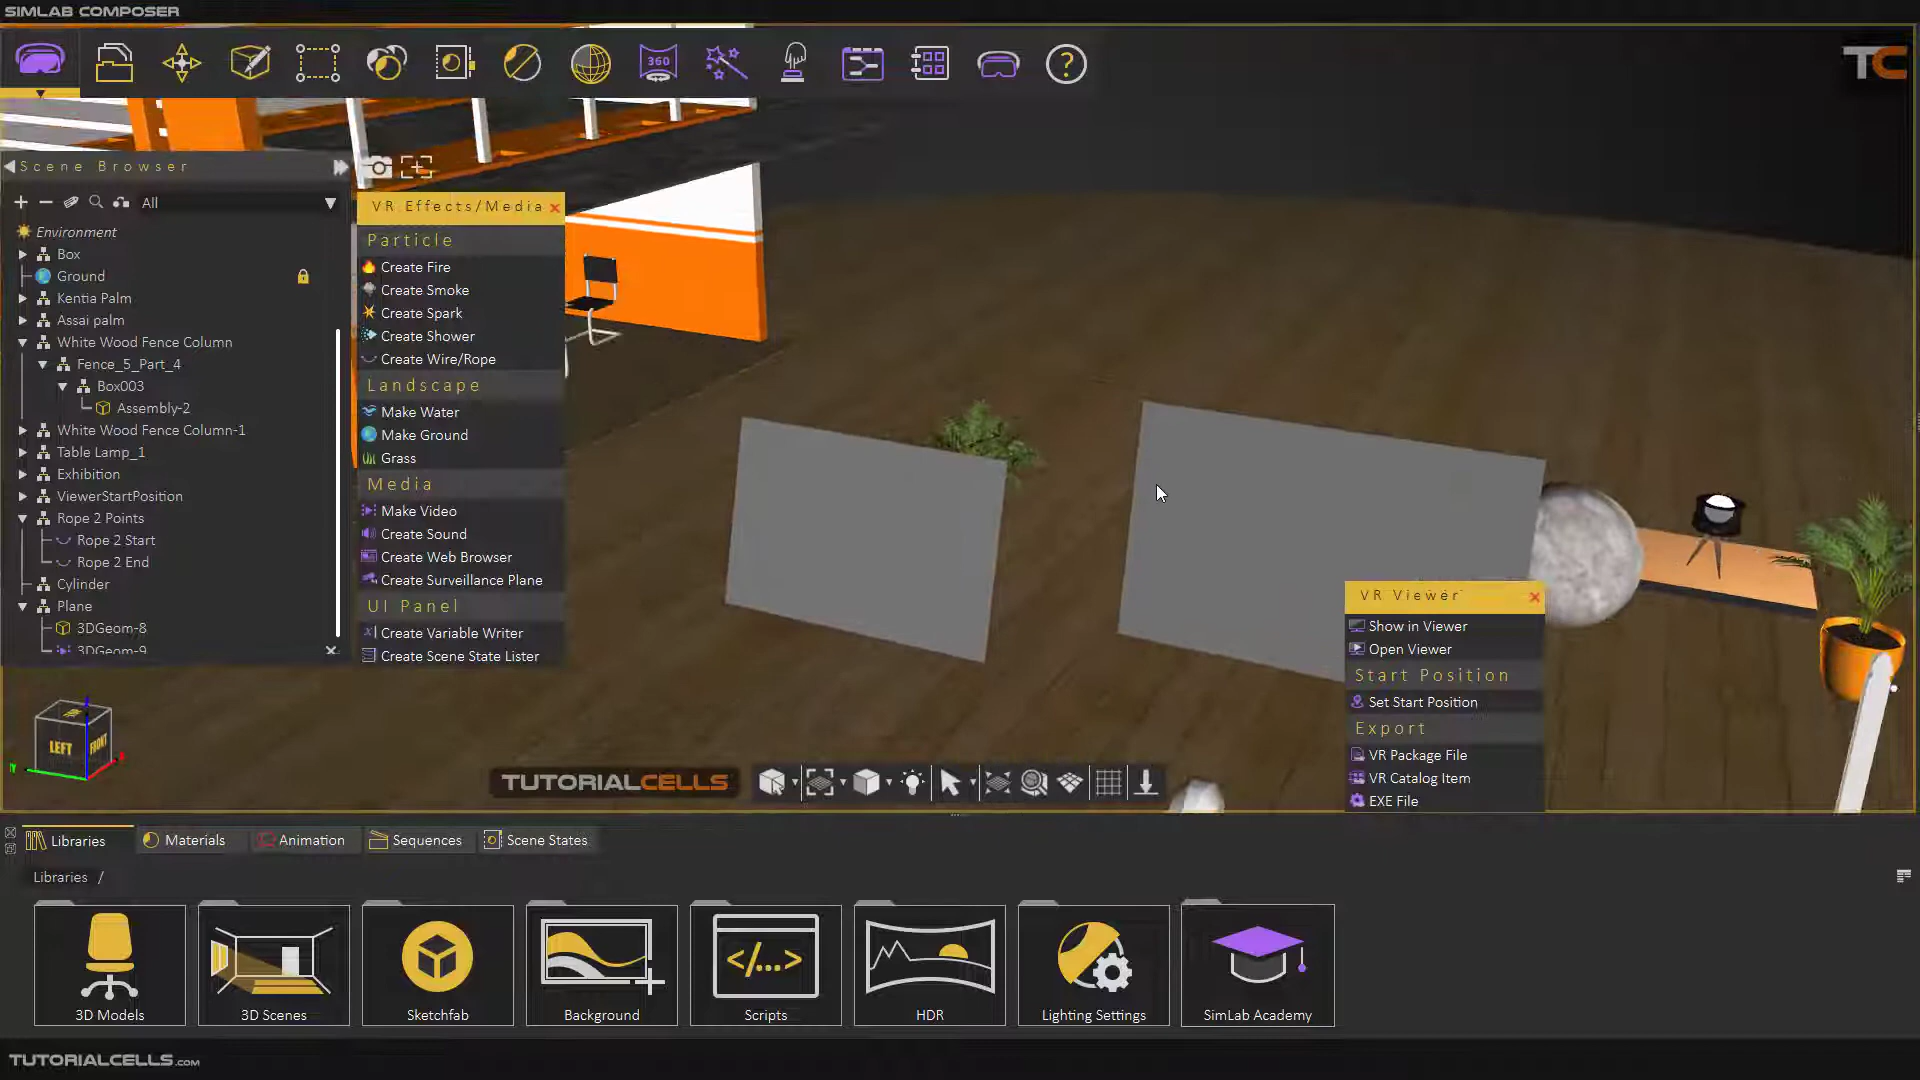 SIMLAB COMPOSER
360
?
TC
Scene Browser
All
Environment
Box
Ground
Kentia Palm
Assai palm
White Wood Fence Column
Fence_5_Part_4
Box003
Assembly-2
White Wood Fence Column-1
Table Lamp_1
Exhibition
ViewerStartPosition
Rope 2 Points
Rope 2 Start
Rope 2 End
Cylinder
Plane
3DGeom-8
3DGeom-9
VR Effects/Media
Particle
Create Fire
Create Smoke
Create Spark
Create Shower
Create Wire/Rope
Landscape
Make Water
Make Ground
Grass
Media
Make Video
Create Sound
Create Web Browser
Create Surveillance Plane
UI Panel
Create Variable Writer
Create Scene State Lister
VR Viewer
Show in Viewer
Open Viewer
Start Position
Set Start Position
Export
VR Package File
VR Catalog Item
EXE File
LEFT
FRONT
TUTORIALCELLS
Libraries
Materials
Animation
Sequences
Scene States
Libraries /
</...>
3D Models
3D Scenes
Sketchfab
Background
Scripts
HDR
Lighting Settings
SimLab Academy
TUTORIALCELLS.com